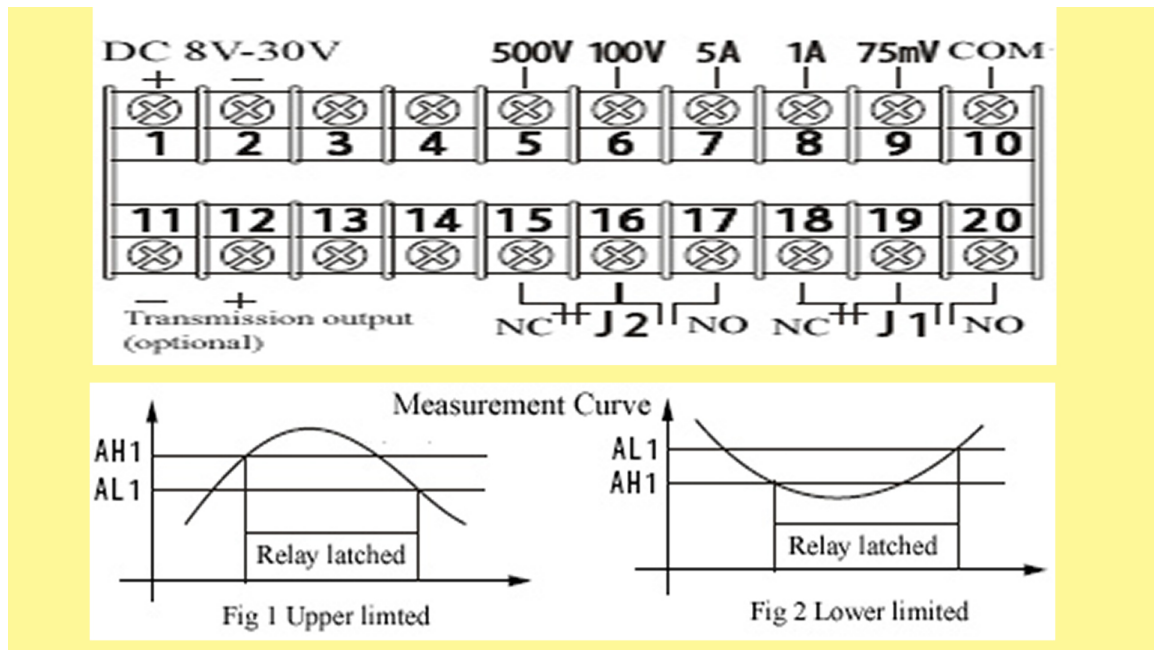 DC 8V-30V 500V 100V 5A 1A 75mV COM
+ −
1 2 3 4 5 6 7 8 9 10
11 12 13 14 15 16 17 18 19 20
− +
Transmission output
(optional)
NC J2 NO NC J1 NO
Measurement Curve
AH1
AL1
Relay latched
Fig 1 Upper limted
AL1
AH1
Relay latched
Fig 2 Lower limited